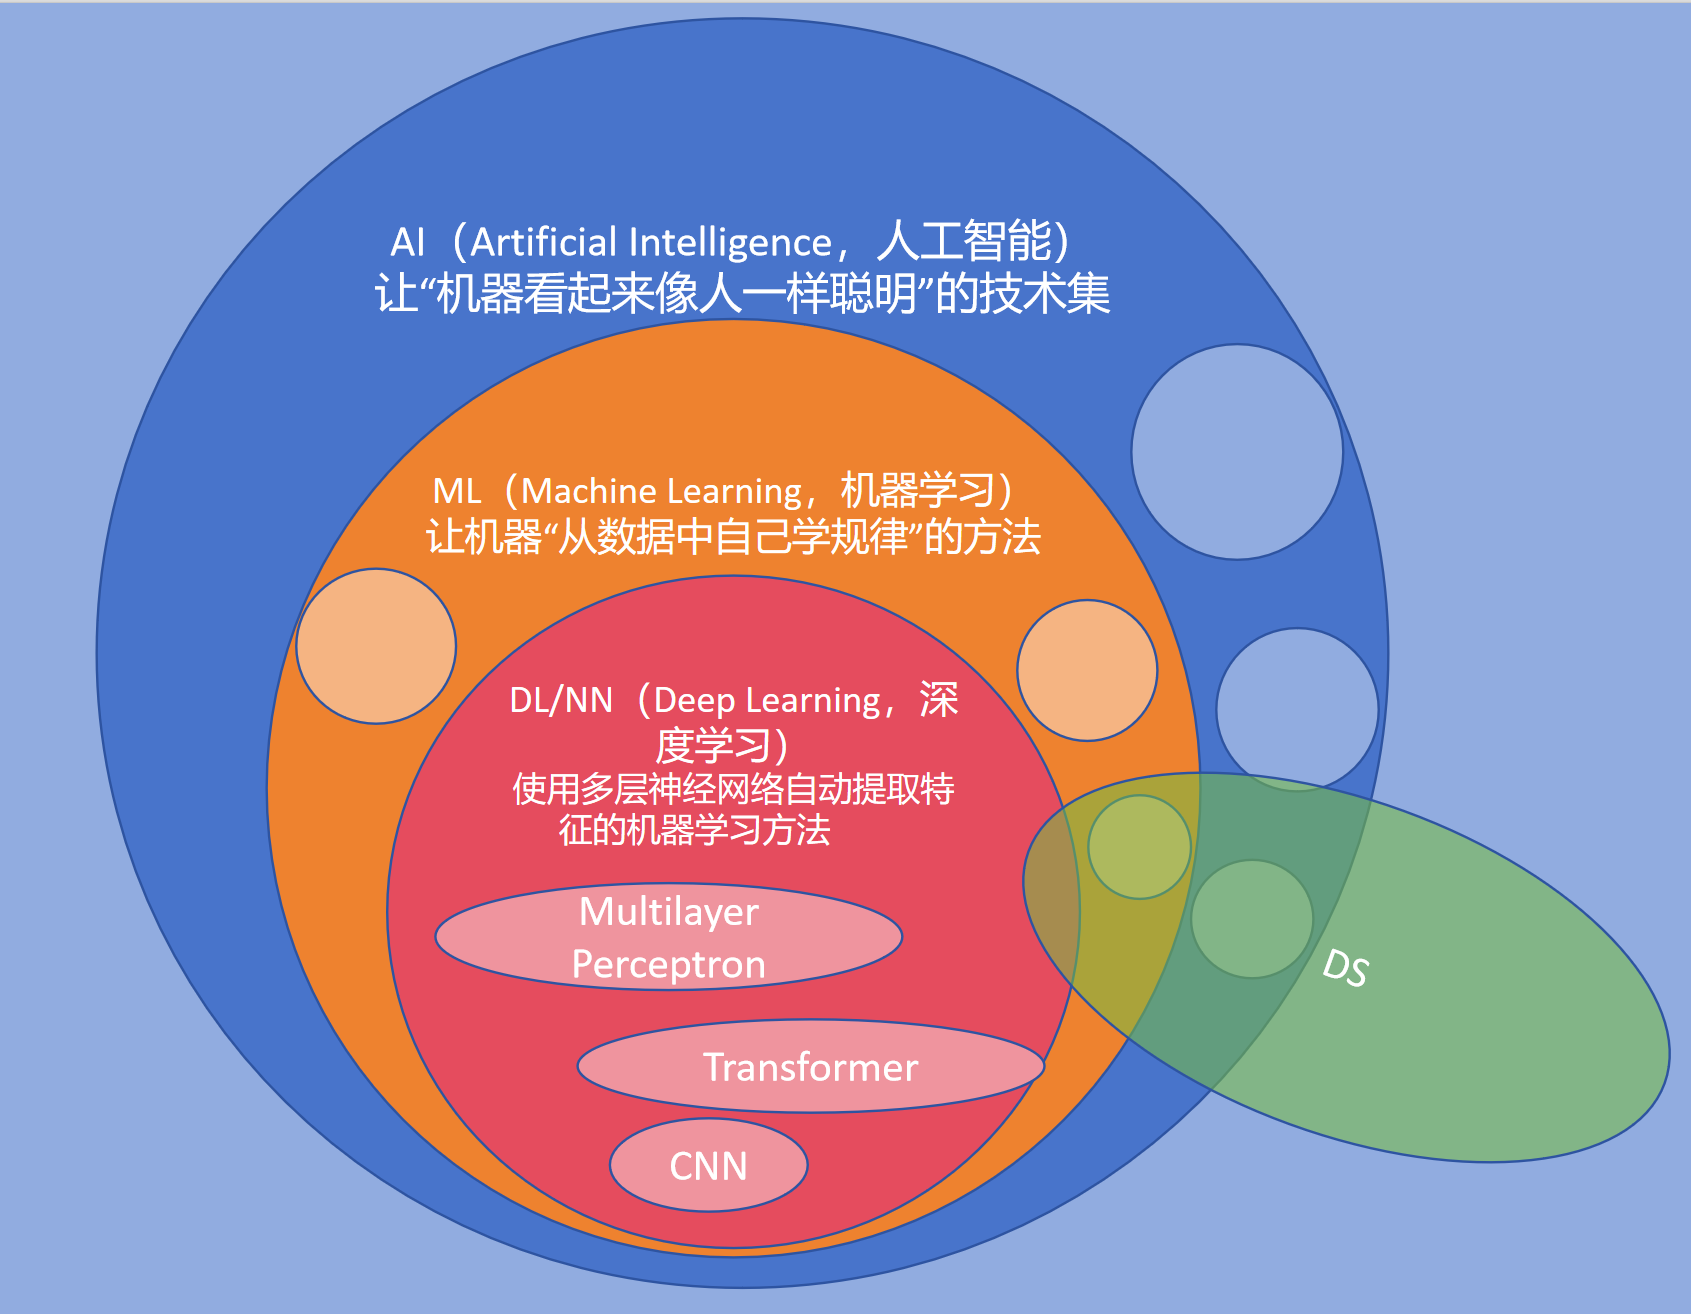 AI（Artificial Intelligence，人工智能）
让“机器看起来像人一样聪明”的技术集
ML（Machine Learning，机器学习）
让机器“从数据中自己学规律”的方法
DL/NN（Deep Learning，深
度学习）
使用多层神经网络自动提取特
征的机器学习方法
Multilayer
Perceptron
Transformer
CNN
DS